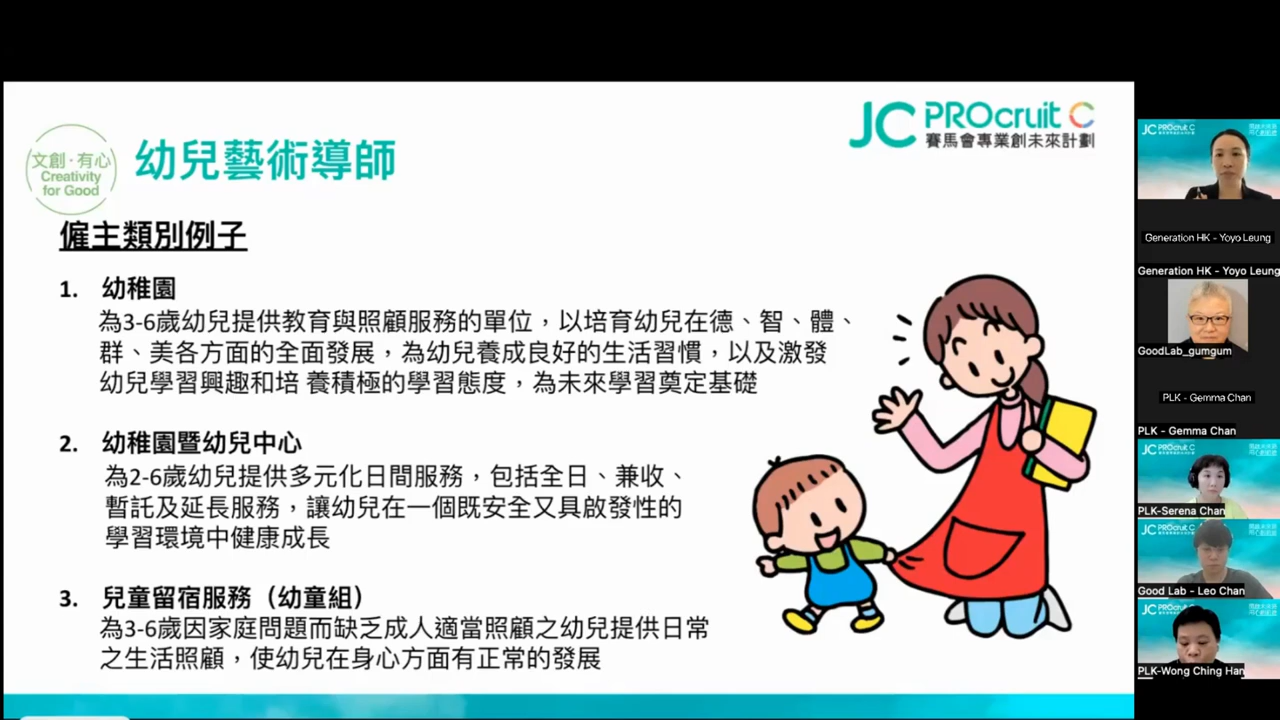 JC PROcruit C
賽馬會專業創未來計劃
文創·有心
Creativity
for Good
幼兒藝術導師
僱主類別例子
1. 幼稚園
為3-6歲幼兒提供教育與照顧服務的單位，以培育幼兒在德、智、體、
群、美各方面的全面發展，為幼兒養成良好的生活習慣，以及激發
幼兒學習興趣和培 養積極的學習態度，為未來學習奠定基礎
2. 幼稚園暨幼兒中心
為2-6歲幼兒提供多元化日間服務，包括全日、兼收、
暫託及延長服務，讓幼兒在一個既安全又具啟發性的
學習環境中健康成長
3. 兒童留宿服務（幼童組）
為3-6歲因家庭問題而缺乏成人適當照顧之幼兒提供日常
之生活照顧，使幼兒在身心方面有正常的發展
JC PROcruit C
Generation HK - Yoyo Leung
Generation HK - Yoyo Leung
GoodLab_gumgum
PLK - Gemma Chan
PLK - Gemma Chan
JC PROcruit C
PLK-Serena Chan
JC PROcruit C
Good Lab - Leo Chan
JC PROcruit C
PLK-Wong Ching Han